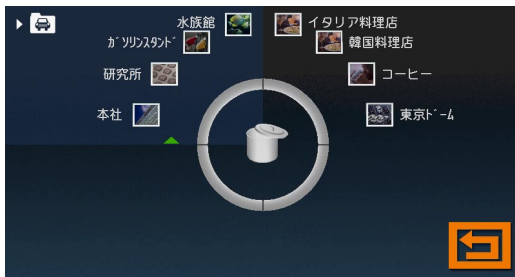 水族館
イタリア料理店
ガソリンスタンド
韓国料理店
研究所
コーヒー
本社
東京ドーム